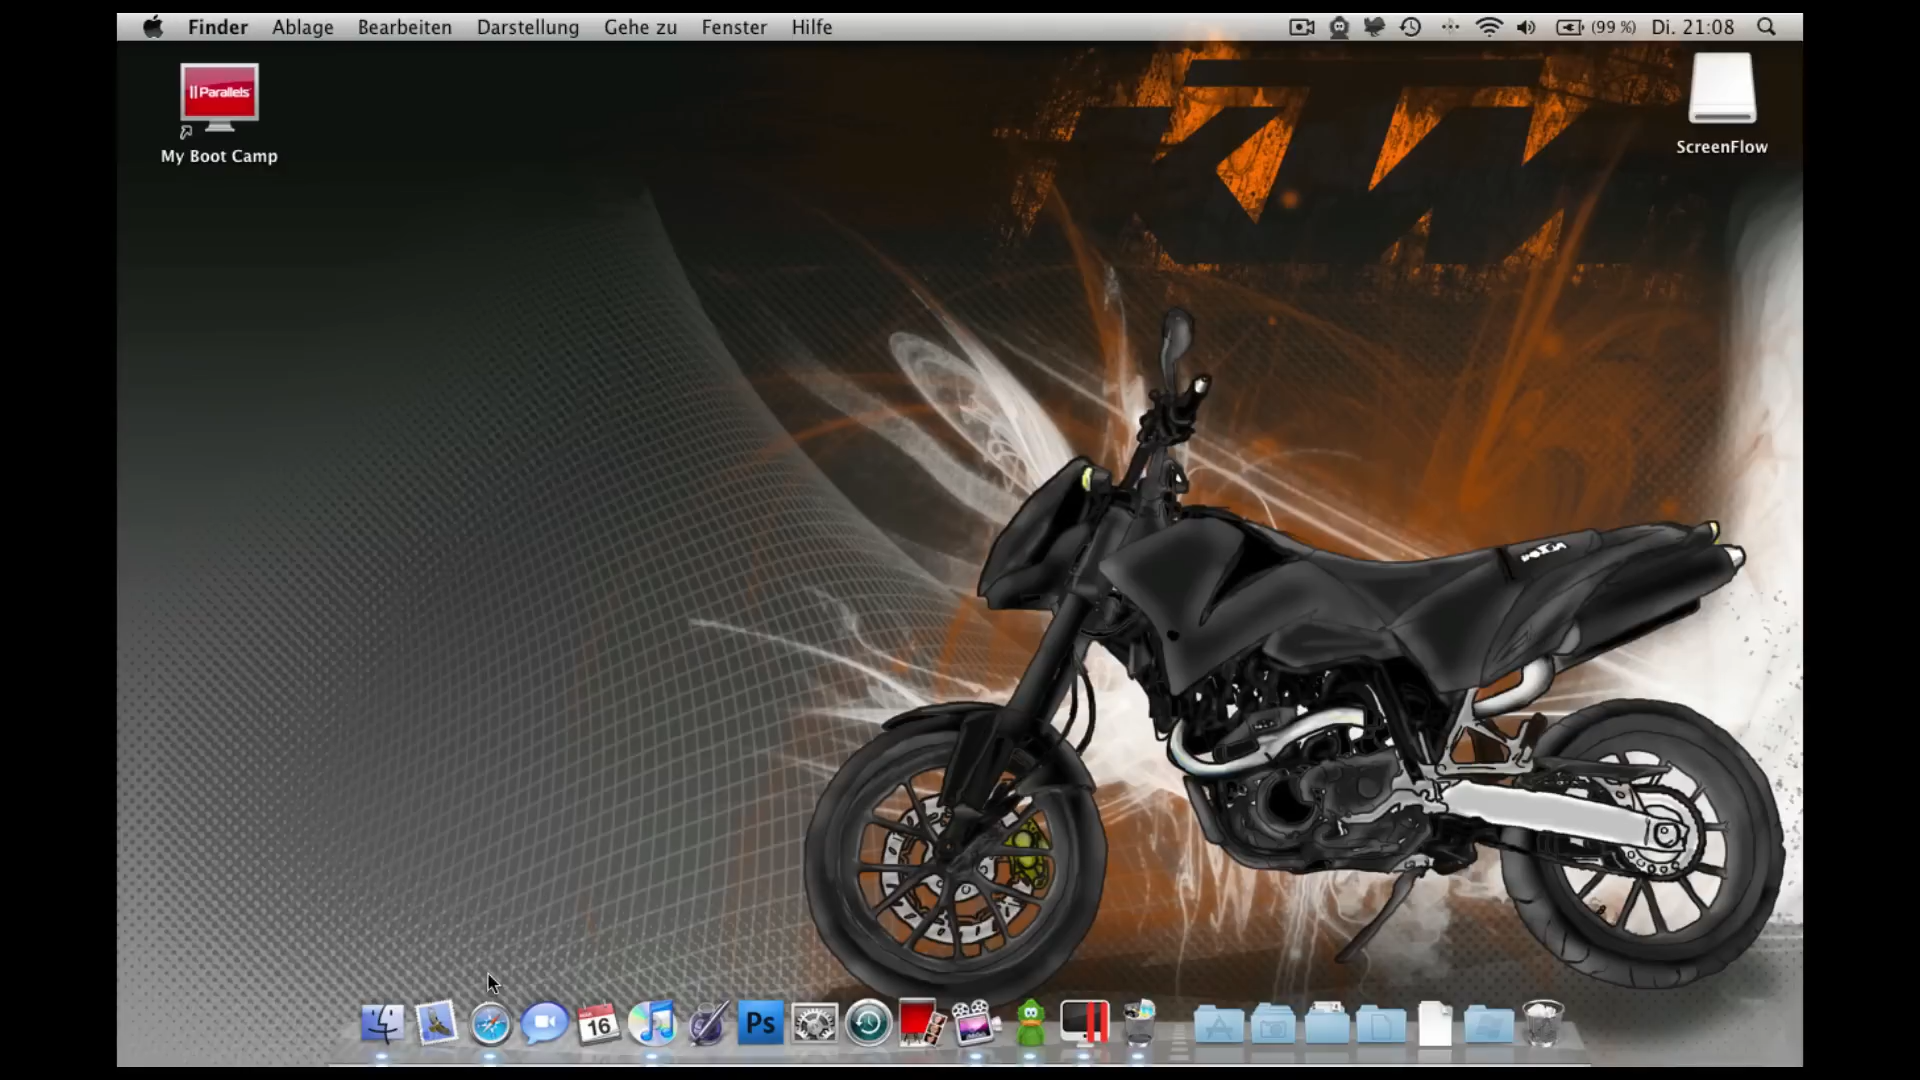 Finder Ablage Bearbeiten Darstellung Gehe zu Fenster Hilfe (99 %) Di. 21:08
KTM
Parallels
My Boot Camp
ScreenFlow
16
Ps